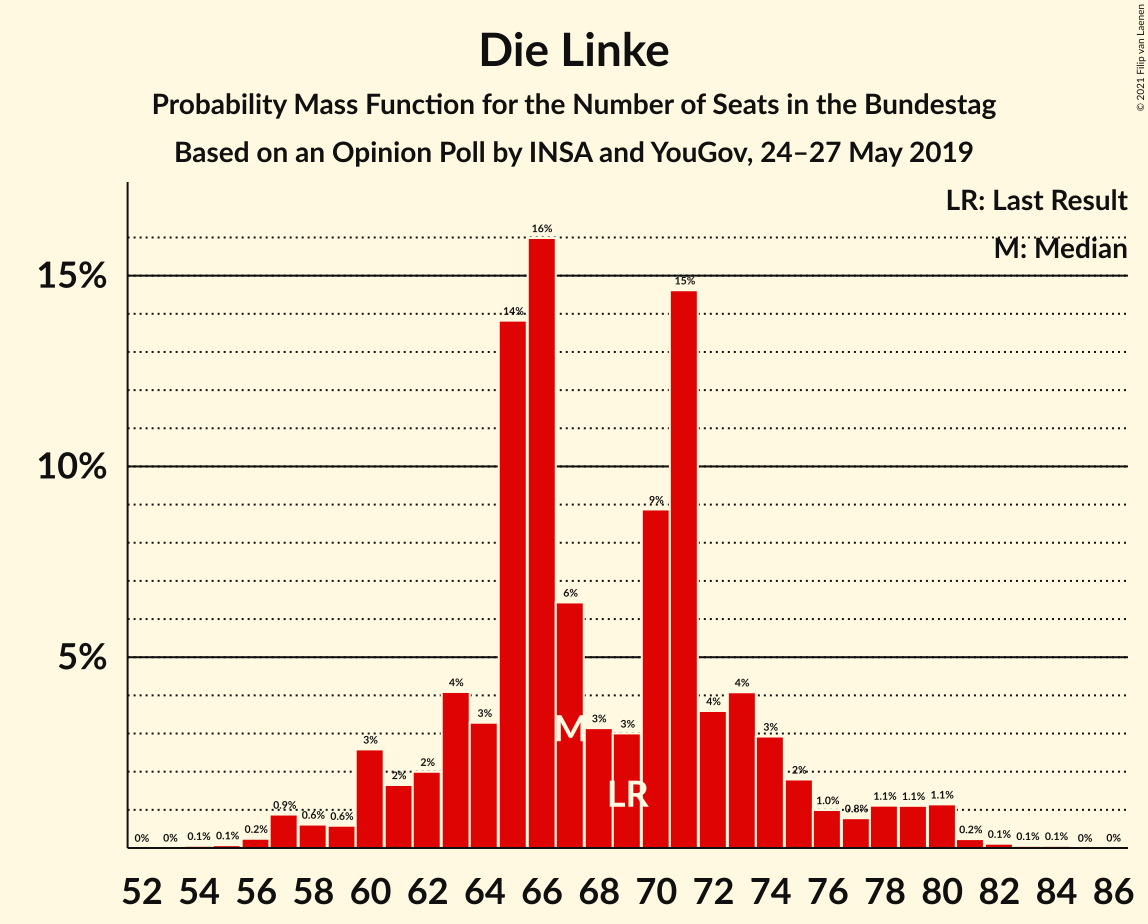 © 2021 Filip van Laenen
Die Linke
Probability Mass Function for the Number of Seats in the Bundestag
Based on an Opinion Poll by INSA and YouGov, 24–27 May 2019
LR: Last Result
M: Median
15%
10%
5%
0% 0% 0.1% 0.1% 0.2% 0.9% 0.6% 0.6% 3% 2% 2% 4% 3% 14% 16% 6% 3% 3% 9% 15% 4% 4% 3% 2% 1.0% 0.8% 1.1% 1.1% 1.1% 0.2% 0.1% 0.1% 0.1% 0% 0%
M
LR
52 54 56 58 60 62 64 66 68 70 72 74 76 78 80 82 84 86